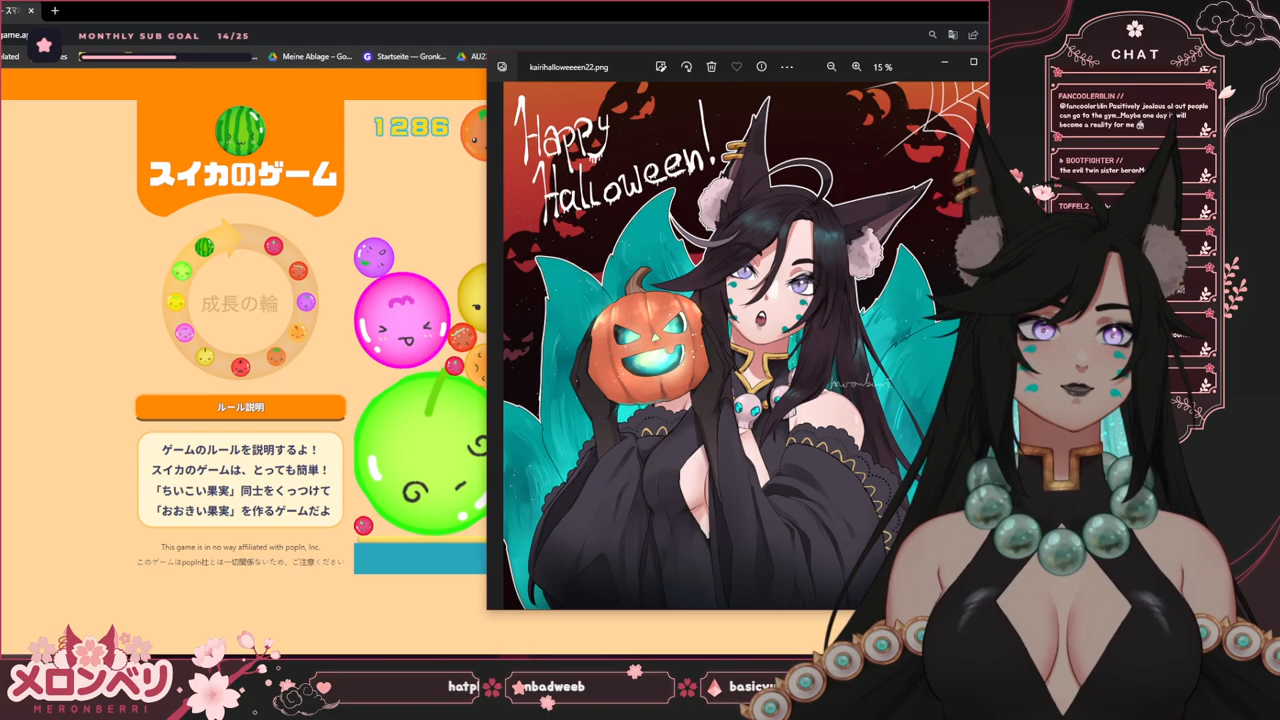 MONTHLY SUB GOAL 14/25
Meine Ablage – Go...
Startseite — Gronk...
kairihalloweeeen22.png
15 %
スイカのゲーム
1286
成長の輪
ルール説明
ゲームのルールを説明するよ！
スイカのゲームは、とっても簡単！
「ちいこい果実」同士をくっつけて
「おおきい果実」を作るゲームだよ
This game is in no way affiliated with popIn, Inc.
このゲームはpopIn社とは一切関係ないため、ご注意ください
Happy
Halloween!
CHAT
FANCOOLERBLIN //
become a reality for me
BOOTFIGHTER //
the evil twin sister
TOFFEL2
メロンベリ
MERONBERRI